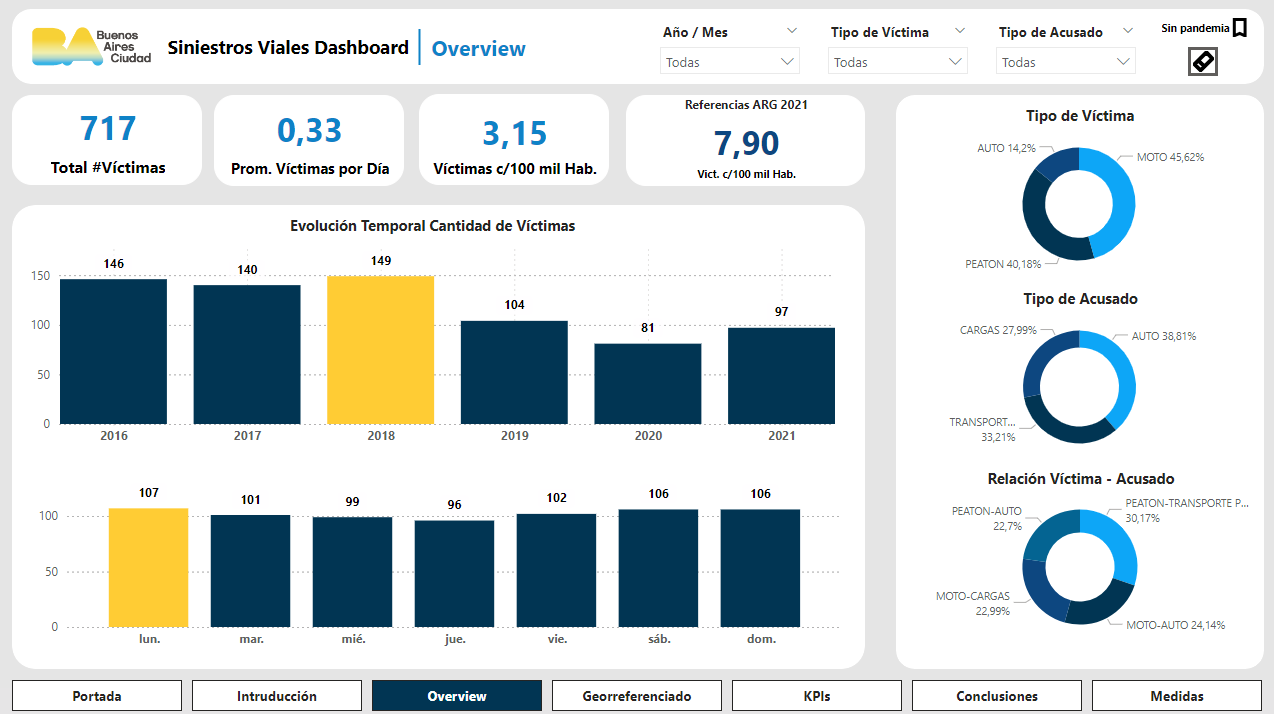 BA Buenos
Aires
Ciudad
Siniestros Viales Dashboard
Overview
Año / Mes
Todas
Tipo de Víctima
Todas
Tipo de Acusado
Todas
Sin pandemia
717
Total #Víctimas
0,33
Prom. Víctimas por Día
3,15
Víctimas c/100 mil Hab.
Referencias ARG 2021
7,90
Vict. c/100 mil Hab.
Evolución Temporal Cantidad de Víctimas
150
100
50
0
146
140
149
104
81
97
2016
2017
2018
2019
2020
2021
100
50
0
107
101
99
96
102
106
106
lun.
mar.
mié.
jue.
vie.
sáb.
dom.
Tipo de Víctima
AUTO 14,2%
MOTO 45,62%
PEATON 40,18%
Tipo de Acusado
CARGAS 27,99%
AUTO 38,81%
TRANSPORT...
33,21%
Relación Víctima - Acusado
PEATON-TRANSPORTE P...
30,17%
PEATON-AUTO
22,7%
MOTO-CARGAS
22,99%
MOTO-AUTO 24,14%
Portada
Intruducción
Overview
Georreferenciado
KPIs
Conclusiones
Medidas